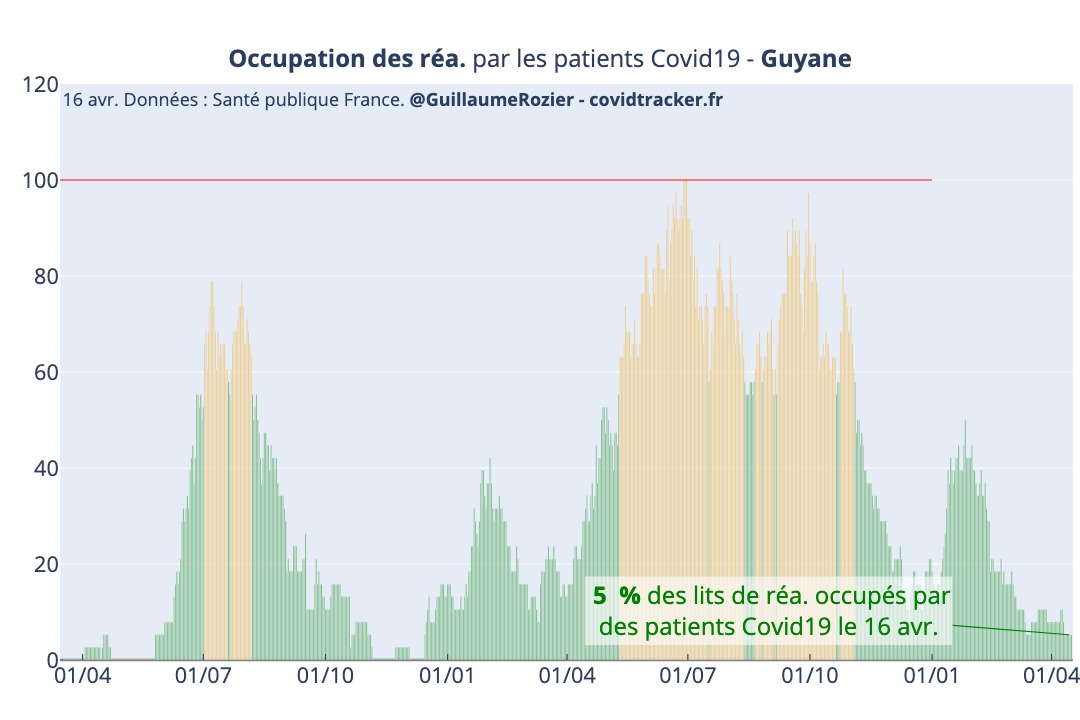 Occupation des réa. par les patients Covid19 - Guyane
120
16 avr. Données : Santé publique France. @GuillaumeRozier - covidtracker.fr
100
80
60
40
20
5 % des lits de réa. occupés par
des patients Covid19 le 16 avr.
0
01/04 01/07 01/10 01/01 01/04 01/07 01/10 01/01 01/04